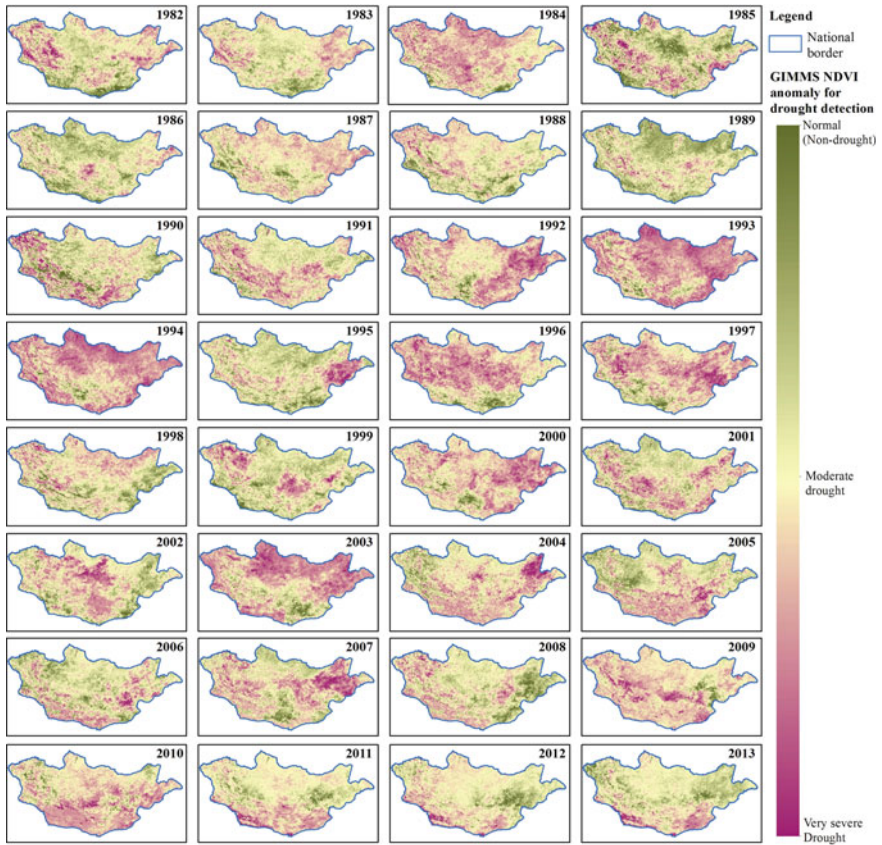 1982
1983
1984
1985
1986
1987
1988
1989
1990
1991
1992
1993
1994
1995
1996
1997
1998
1999
2000
2001
2002
2003
2004
2005
2006
2007
2008
2009
2010
2011
2012
2013
Legend
National
border
GIMMS NDVI
anomaly for
drought detection
Normal
(Non-drought)
Moderate
drought
Very severe
Drought